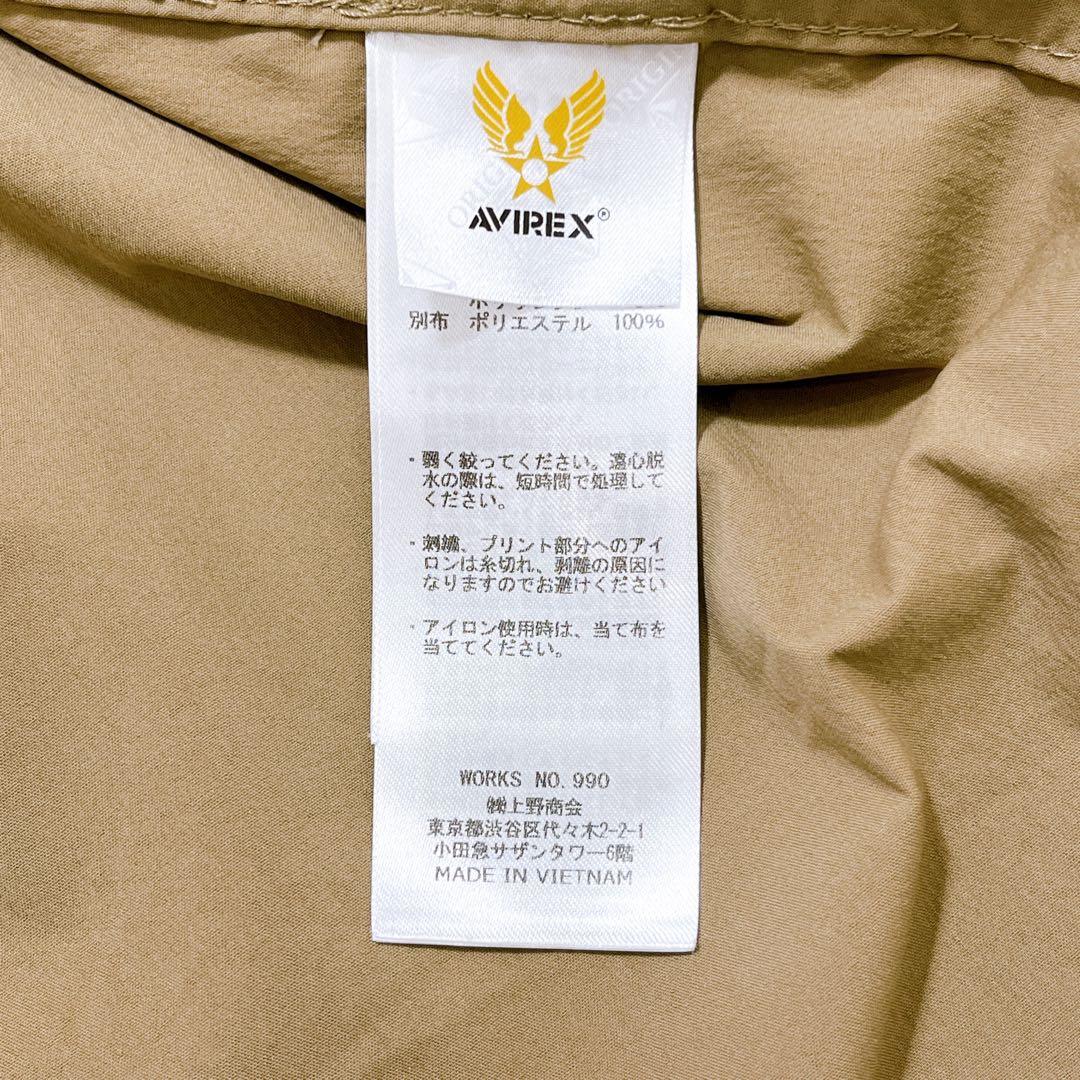 AVIREX®
別布 ポリエステル 100%
・弱く絞ってください。遠心脱
水の際は、短時間で処理して
ください。
・刺繍、プリント部分へのアイ
ロンは糸切れ、剥離の原因に
なりますのでお避けください
・アイロン使用時は、当て布を
当ててください。
WORKS NO. 990
㈱上野商会
東京都渋谷区代々木2-2-1
小田急サザンタワー6階
MADE IN VIETNAM